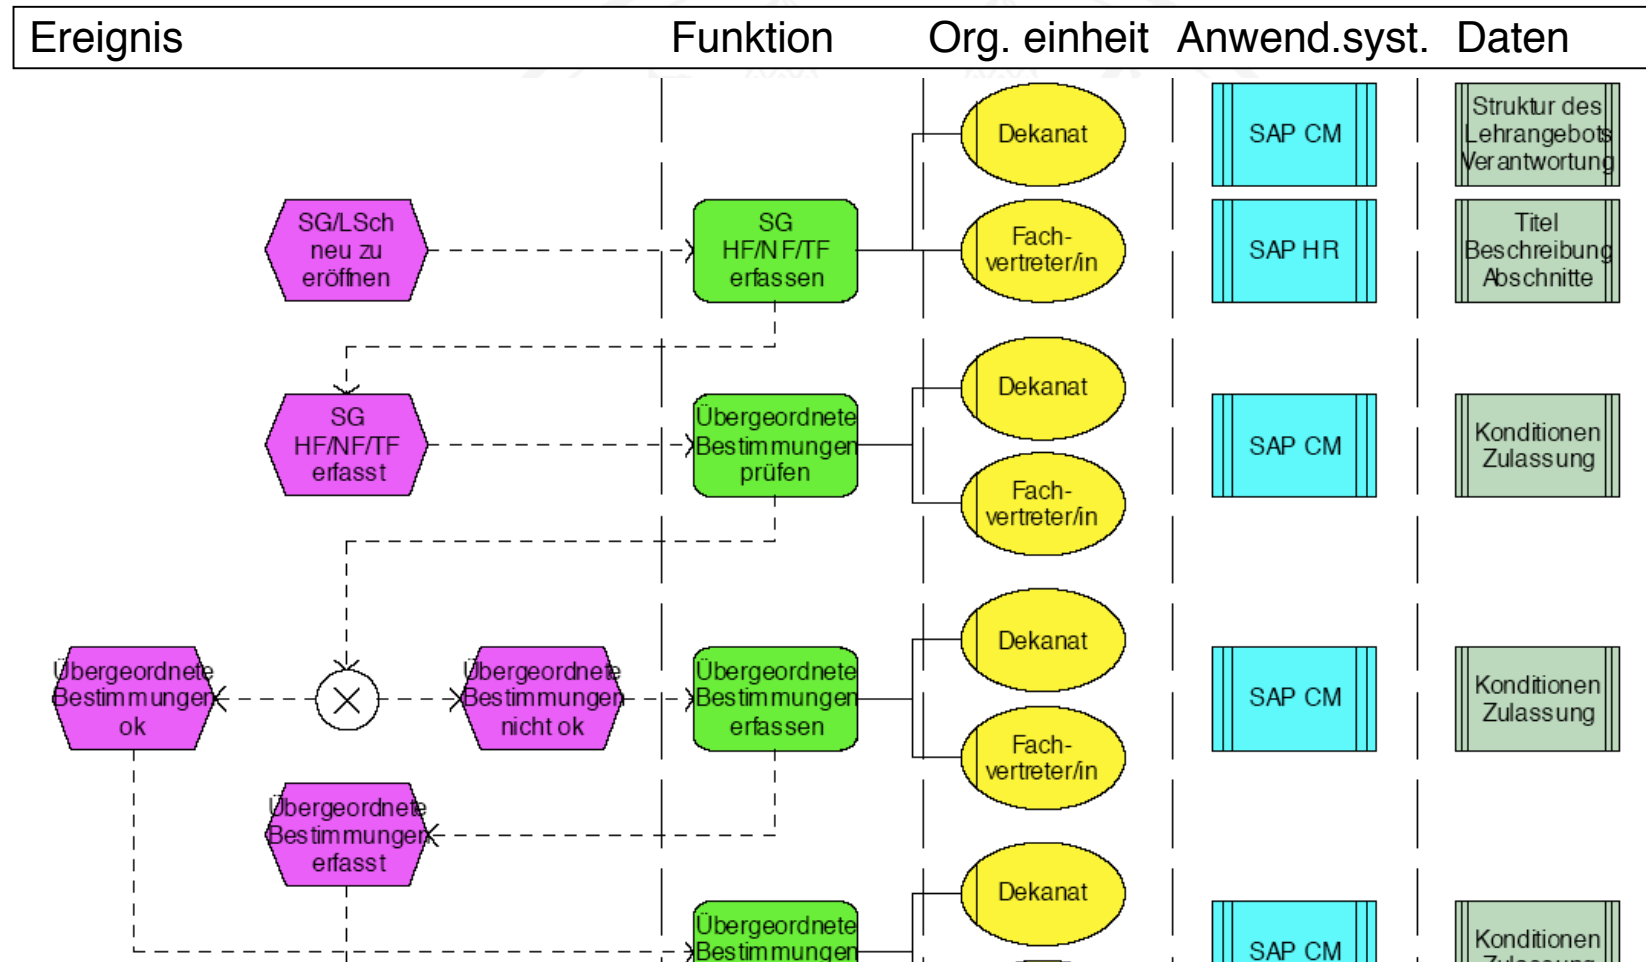 Ereignis Funktion Org. einheit Anwend.syst. Daten
Dekanat
SAP CM
Struktur des
Lehrangebots
Verantwortung
SG/LSch
neu zu
eröffnen
SG
HF/NF/TF
erfassen
Fach-
vertreter/in
SAP HR
Titel
Beschreibung
Abschnitte
SG
HF/NF/TF
erfasst
Übergeordnete
Bestimmungen
prüfen
Dekanat
Fach-
vertreter/in
SAP CM
Konditionen
Zulassung
Übergeordnete
Bestimmungen
ok
Übergeordnete
Bestimmungen
nicht ok
Übergeordnete
Bestimmungen
erfassen
Dekanat
Fach-
vertreter/in
SAP CM
Konditionen
Zulassung
Übergeordnete
Bestimmungen
erfasst
Übergeordnete
Bestimmungen
Dekanat
SAP CM
Konditionen